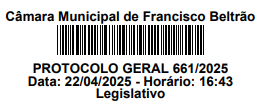 Câmara Municipal de Francisco Beltrão
PROTOCOLO GERAL 661/2025
Data: 22/04/2025 - Horário: 16:43
Legislativo